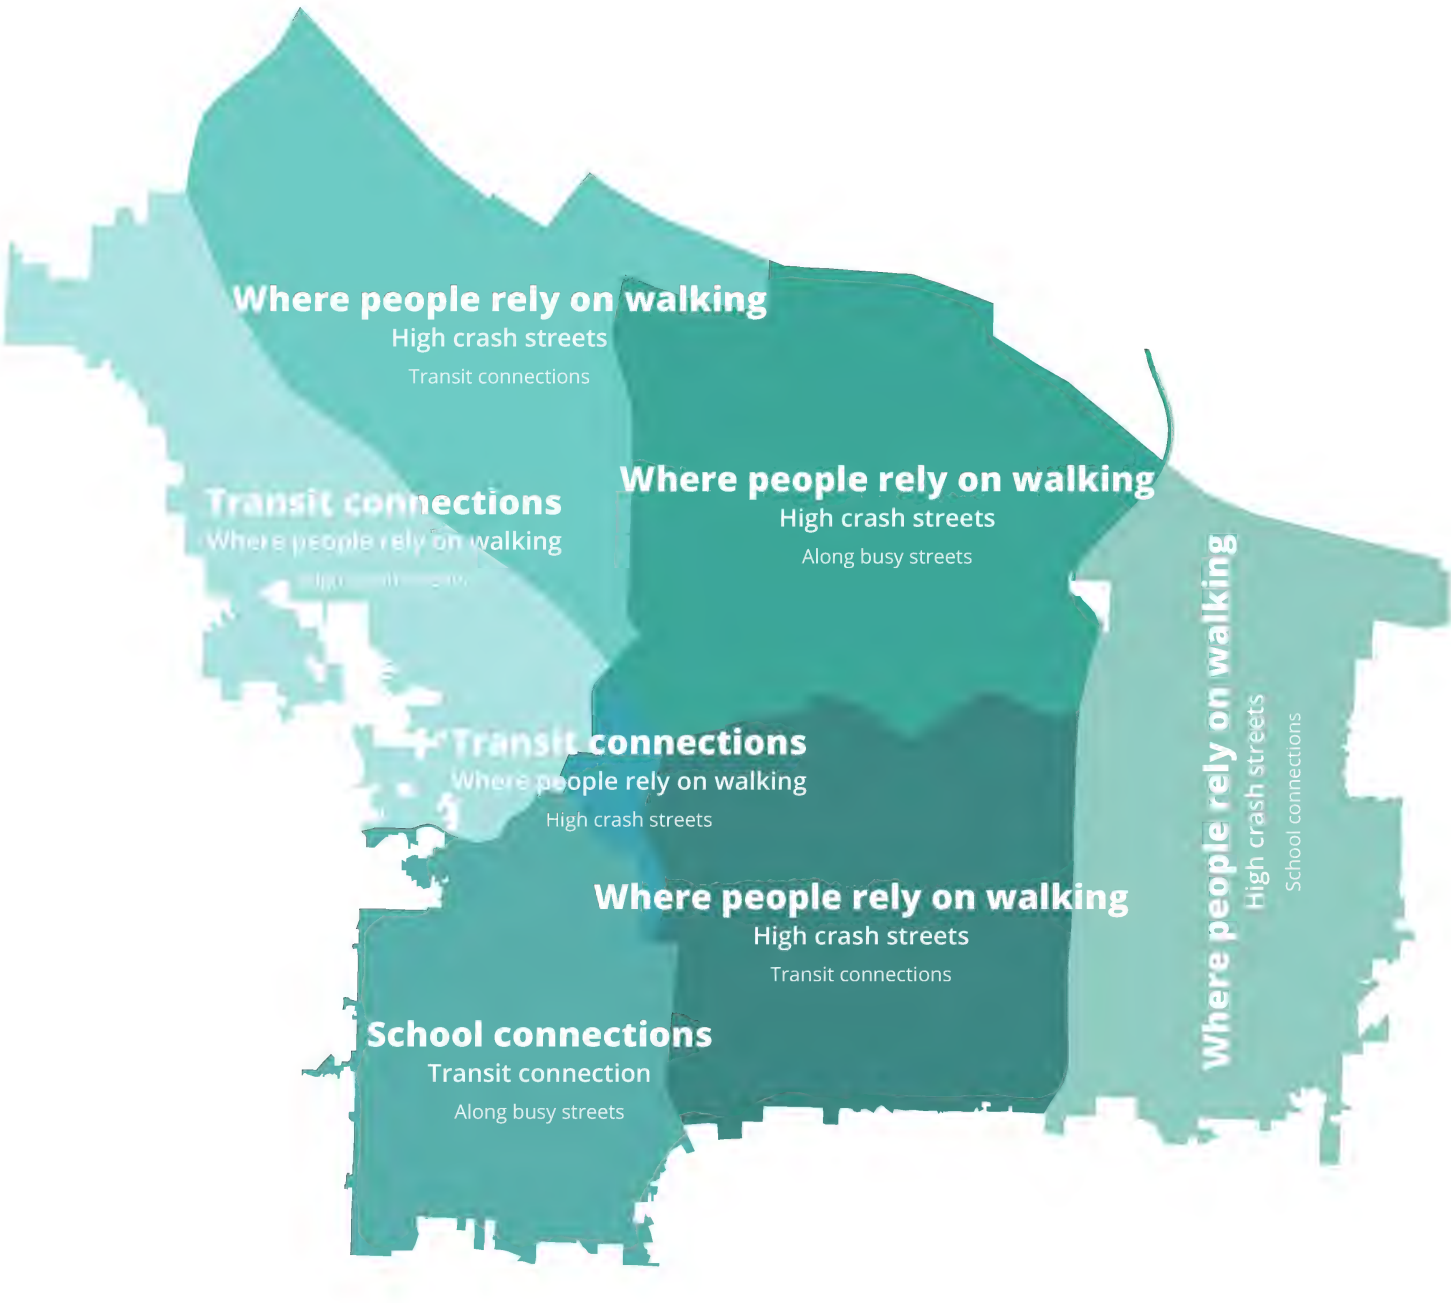 Where people rely on walking
High crash streets
Transit connections
Where people rely on walking
High crash streets
Along busy streets
Transit connections
Where people rely on walking
High crash streets
Transit connections
Where people rely on walking
High crash streets
Where people rely on walking
High crash streets
School connections
Where people rely on walking
High crash streets
Transit connections
School connections
Transit connection
Along busy streets